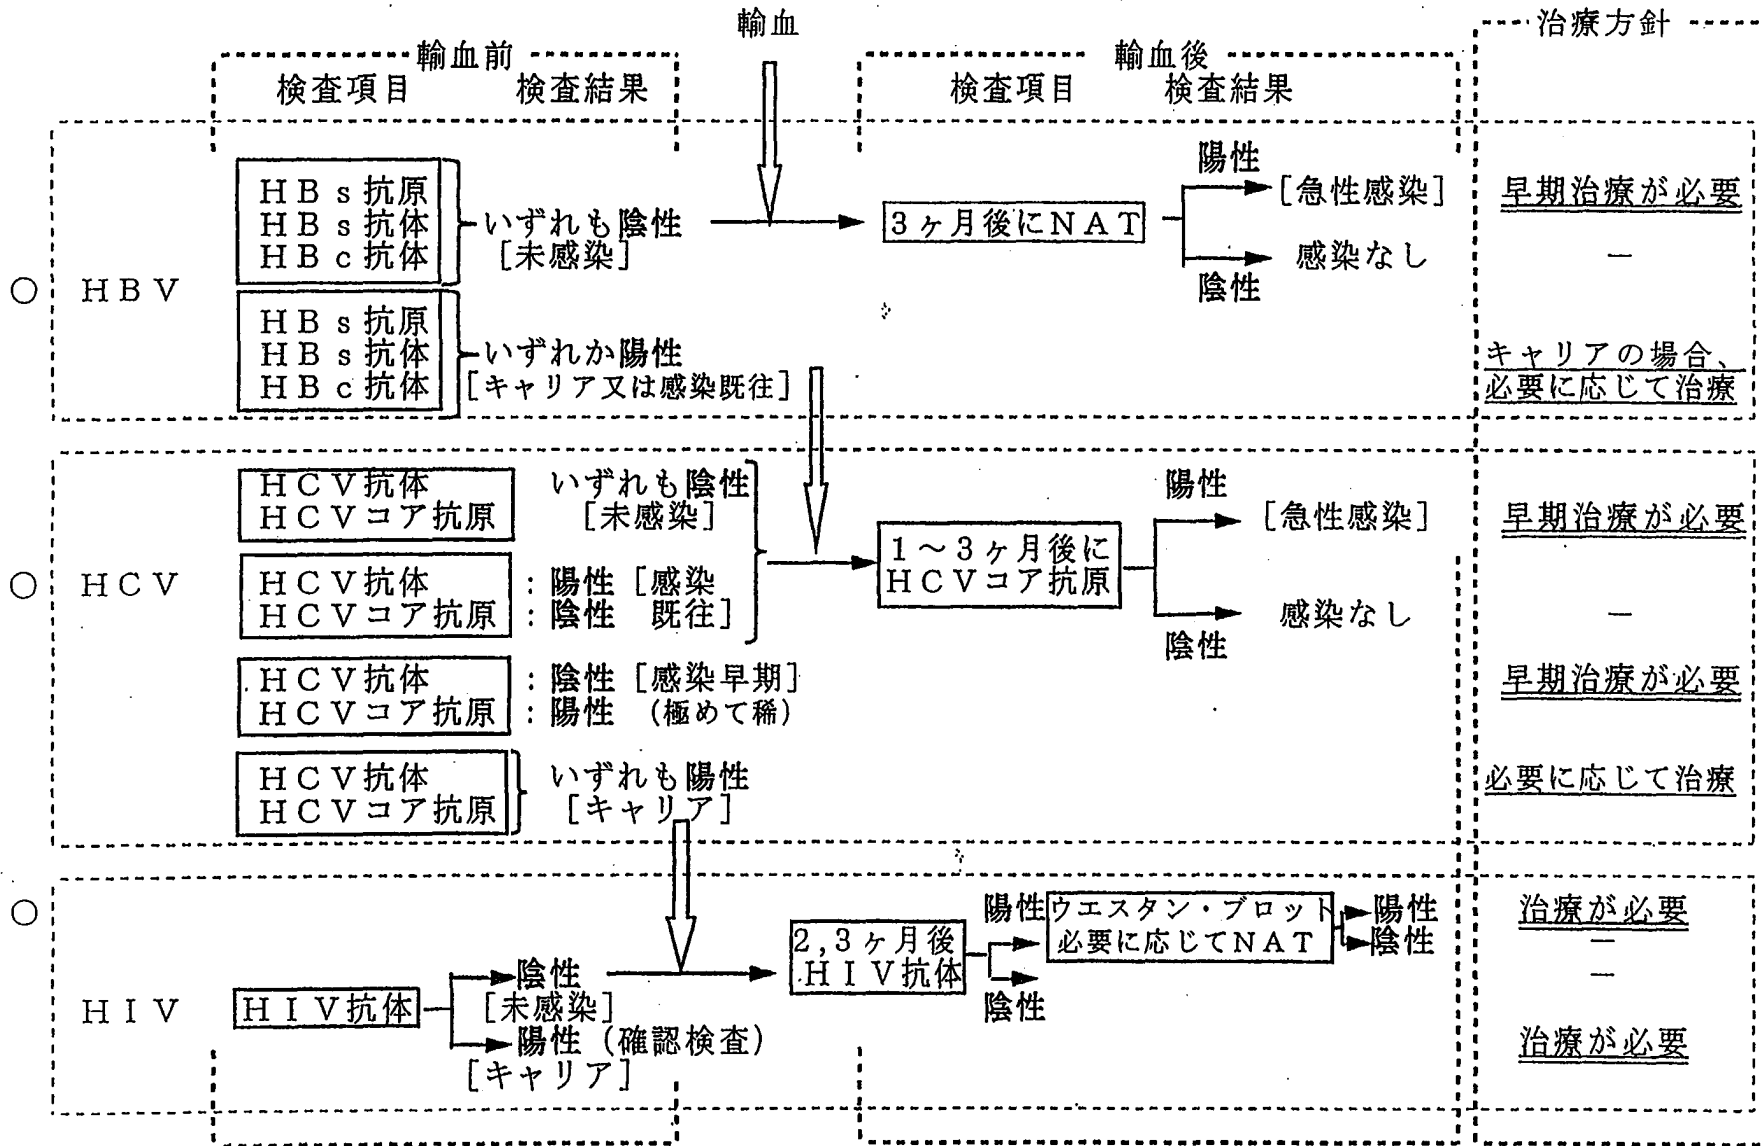 輸血
治療方針
輸血前
輸血後
検査項目 検査結果
検査項目 検査結果
○ HBV
HBs抗原
HBs抗体
HBc抗体
いずれも陰性
[未感染]
3ヶ月後にNAT
陽性
[急性感染]
早期治療が必要
感染なし
陰性
－
HBs抗原
HBs抗体
HBc抗体
いずれか陽性
[キャリア又は感染既往]
キャリアの場合、
必要に応じて治療
○ HCV
HCV抗体
HCVコア抗原
いずれも陰性
[未感染]
HCV抗体 :陽性 [感染
HCVコア抗原 :陰性 既往]
1～3ヶ月後に
HCVコア抗原
陽性
[急性感染]
早期治療が必要
感染なし
陰性
－
HCV抗体 :陰性 [感染早期]
HCVコア抗原 :陽性 (極めて稀)
早期治療が必要
HCV抗体
HCVコア抗原
いずれも陽性
[キャリア]
必要に応じて治療
○
HIV
HIV抗体
陰性
[未感染]
陽性 (確認検査)
[キャリア]
2,3ヶ月後
HIV抗体
陽性
陰性
ウエスタン・ブロット
必要に応じてNAT
陽性
陰性
治療が必要
－
－
治療が必要